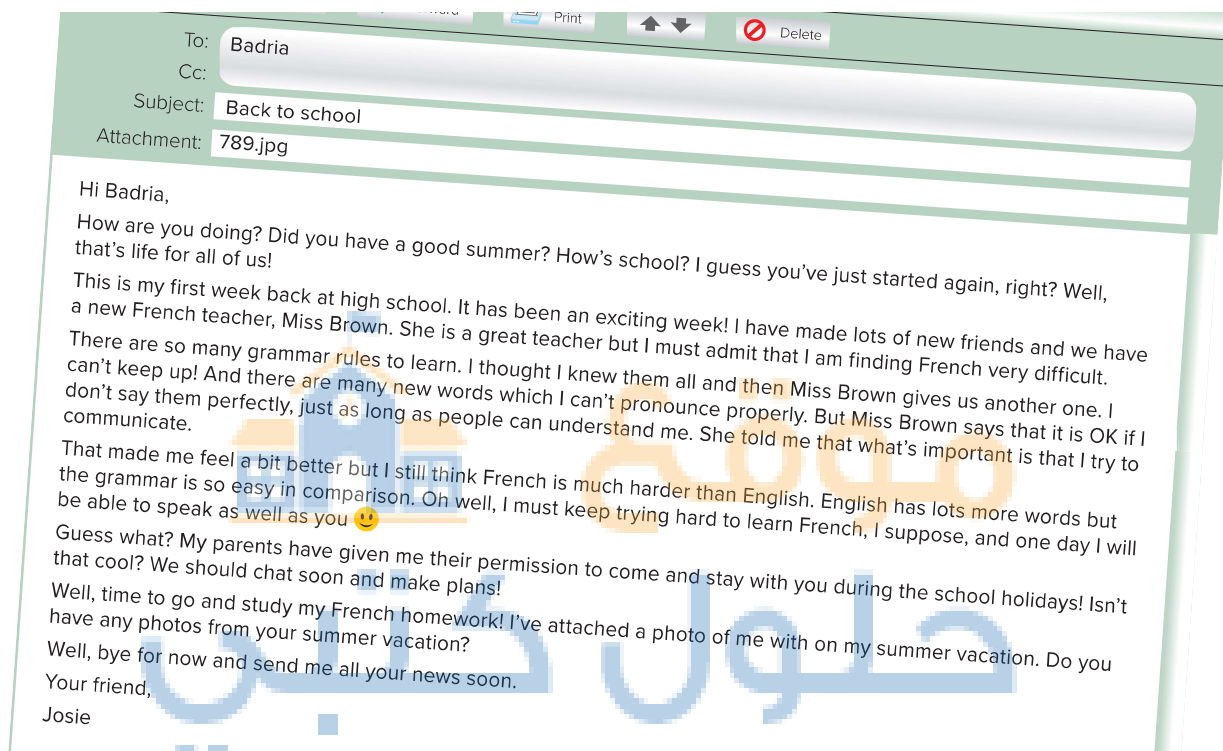 Print
Delete
To: Badria
Cc:
Subject: Back to school
Attachment: 789.jpg
Hi Badria,
How are you doing? Did you have a good summer? How's school? I guess you've just started again, right? Well,
that's life for all of us!
This is my first week back at high school. It has been an exciting week! I have made lots of new friends and we have
a new French teacher, Miss Brown. She is a great teacher but I must admit that I am finding French very difficult.
There are so many grammar rules to learn. I thought I knew them all and then Miss Brown gives us another one. I
can't keep up! And there are many new words which I can't pronounce properly. But Miss Brown says that it is OK if I
don't say them perfectly, just as long as people can understand me. She told me that what's important is that I try to
communicate.
That made me feel a bit better but I still think French is much harder than English. English has lots more words but
the grammar is so easy in comparison. Oh well, I must keep trying hard to learn French, I suppose, and one day I will
be able to speak as well as you 🙂
Guess what? My parents have given me their permission to come and stay with you during the school holidays! Isn't
that cool? We should chat soon and make plans!
Well, time to go and study my French homework! I've attached a photo of me with on my summer vacation. Do you
have any photos from your summer vacation?
Well, bye for now and send me all your news soon.
Your friend,
Josie
موقع
حلول كتبي